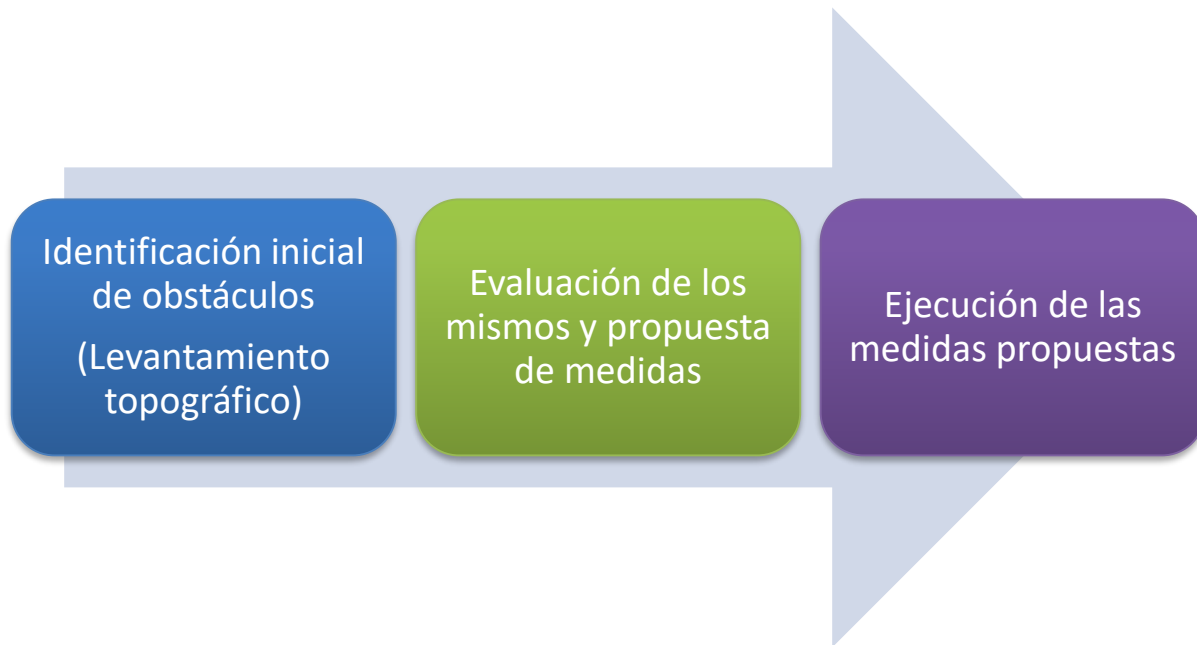 Identificación inicial
de obstáculos
(Levantamiento
topográfico)
Evaluación de los
mismos y propuesta
de medidas
Ejecución de las
medidas propuestas